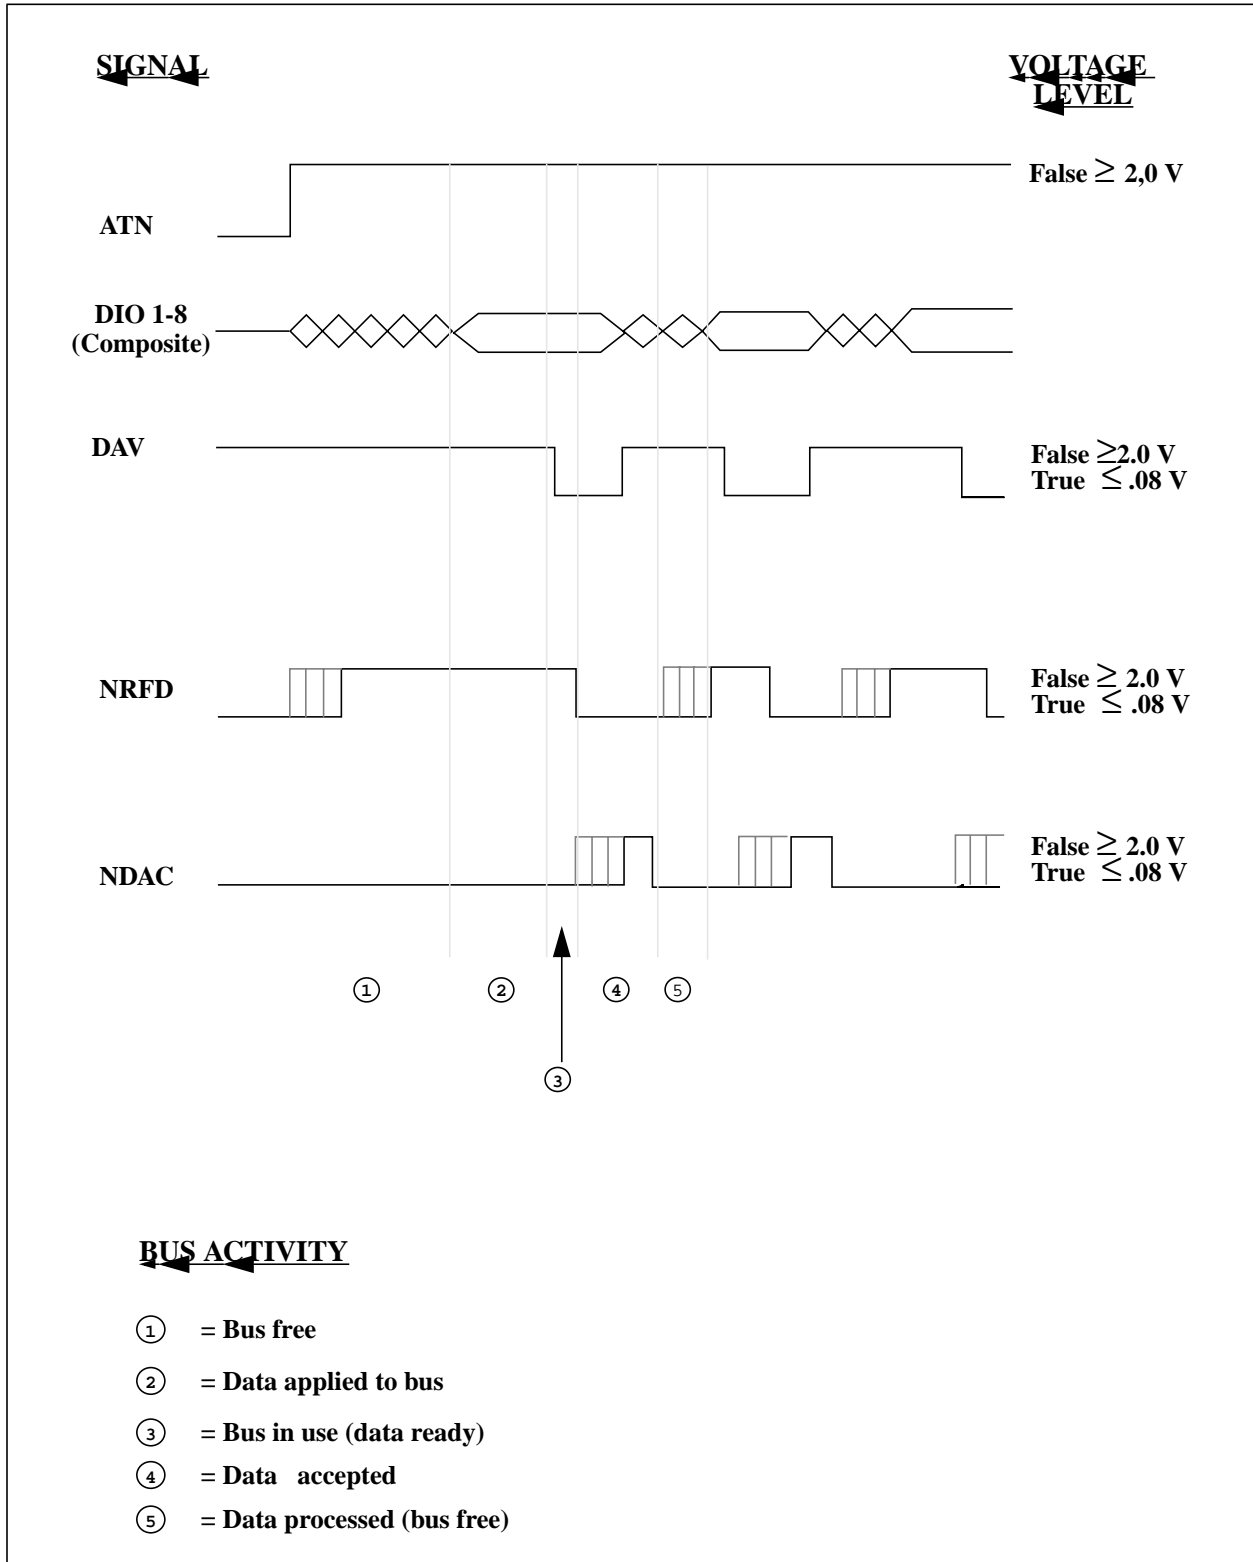 SIGNAL
VOLTAGE
LEVEL
False ≥ 2,0 V
ATN
DIO 1-8
(Composite)
DAV
False ≥2.0 V
True ≤ .08 V
NRFD
False ≥ 2.0 V
True ≤ .08 V
NDAC
False ≥ 2.0 V
True ≤ .08 V
1 2 4 5
3
BUS ACTIVITY
1 = Bus free
2 = Data applied to bus
3 = Bus in use (data ready)
4 = Data accepted
5 = Data processed (bus free)